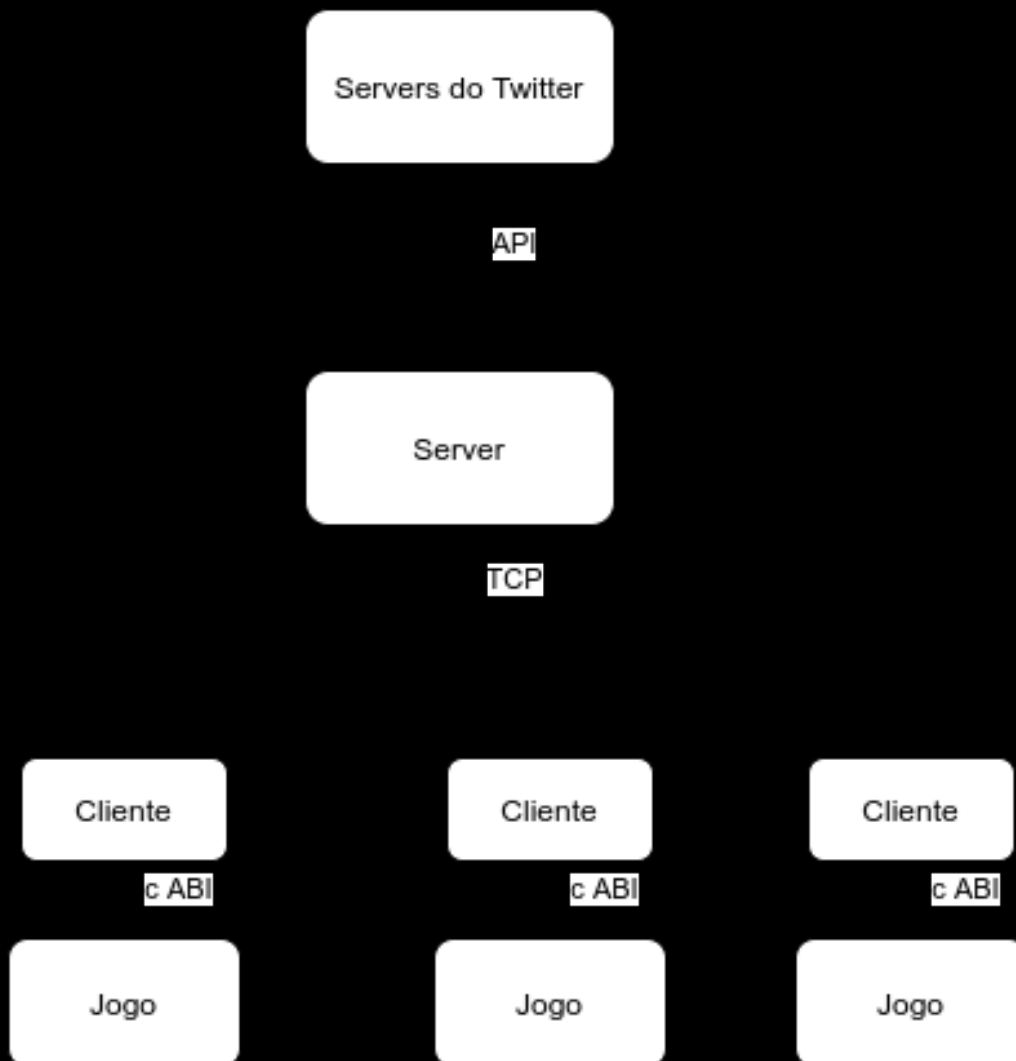 Servers do Twitter
API
Server
TCP
Cliente
Cliente
Cliente
c ABI
c ABI
c ABI
Jogo
Jogo
Jogo